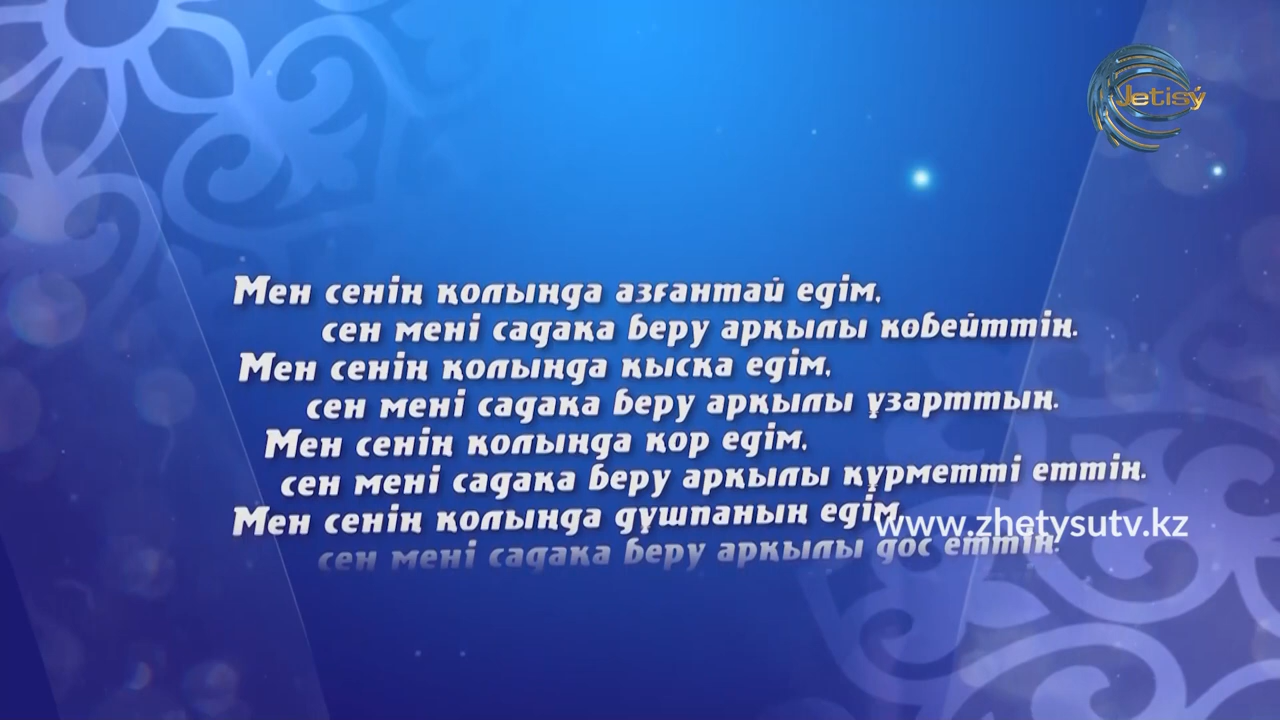 Jetisý
Мен сенің қолыңда азғантай едім,
сен мені садақа беру арқылы көбейттің.
Мен сенің қолыңда қысқа едім,
сен мені садақа беру арқылы ұзарттың.
Мен сенің қолыңда қор едім,
сен мені садақа беру арқылы құрметті еттің.
Мен сенің қолыңда дұшпаның едім,
www.zhetysutv.kz
сен мені садақа беру арқылы дос еттің.